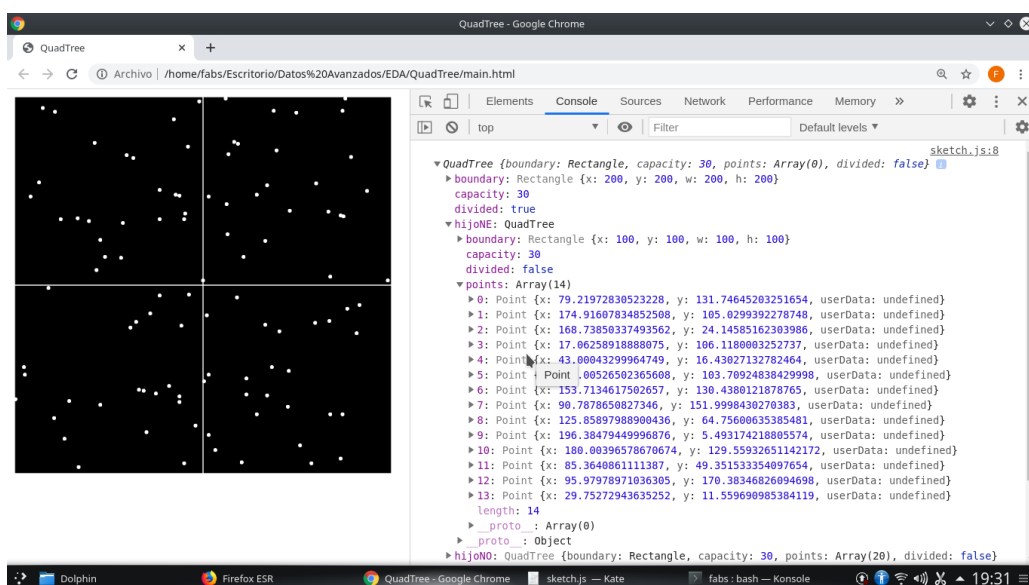 QuadTree - Google Chrome
QuadTree × +
Archivo | /home/fabs/Escritorio/Datos%20Avanzados/EDA/QuadTree/main.html F
Elements Console Sources Network Performance Memory »
top Filter Default levels ▼
sketch.js:8
▼QuadTree {boundary: Rectangle, capacity: 30, points: Array(0), divided: false} i
▶boundary: Rectangle {x: 200, y: 200, w: 200, h: 200}
capacity: 30
divided: true
▼hijoNE: QuadTree
▶boundary: Rectangle {x: 100, y: 100, w: 100, h: 100}
capacity: 30
divided: false
▼points: Array(14)
▶0: Point {x: 79.21972830523228, y: 131.74645203251654, userData: undefined}
▶1: Point {x: 174.91607834852508, y: 105.0299392278748, userData: undefined}
▶2: Point {x: 168.73850337493562, y: 24.14585162303986, userData: undefined}
▶3: Point {x: 17.06258918888075, y: 106.1180003252737, userData: undefined}
▶4: Point {x: 43.00043299964749, y: 16.43027132782464, userData: undefined}
▶5: Point .00526502365608, y: 103.70924838429998, userData: undefined}
Point
▶6: Point {x: 153.7134617502657, y: 130.4380121878765, userData: undefined}
▶7: Point {x: 90.7878650827346, y: 151.9998430270383, userData: undefined}
▶8: Point {x: 125.85897988900436, y: 64.75600635385481, userData: undefined}
▶9: Point {x: 196.38479449996876, y: 5.493174218805574, userData: undefined}
▶10: Point {x: 180.00396578670674, y: 129.55932651142172, userData: undefined}
▶11: Point {x: 85.3640861111387, y: 49.351533354097654, userData: undefined}
▶12: Point {x: 95.97978971036305, y: 170.38346826094698, userData: undefined}
▶13: Point {x: 29.75272943635252, y: 11.559690985384119, userData: undefined}
length: 14
▶__proto__: Array(0)
▶__proto__: Object
▶hijoNO: QuadTree {boundary: Rectangle, capacity: 30, points: Array(20), divided: false}
Dolphin Firefox ESR QuadTree - Google Chrome sketch.js — Kate fabs : bash — Konsole 19:31